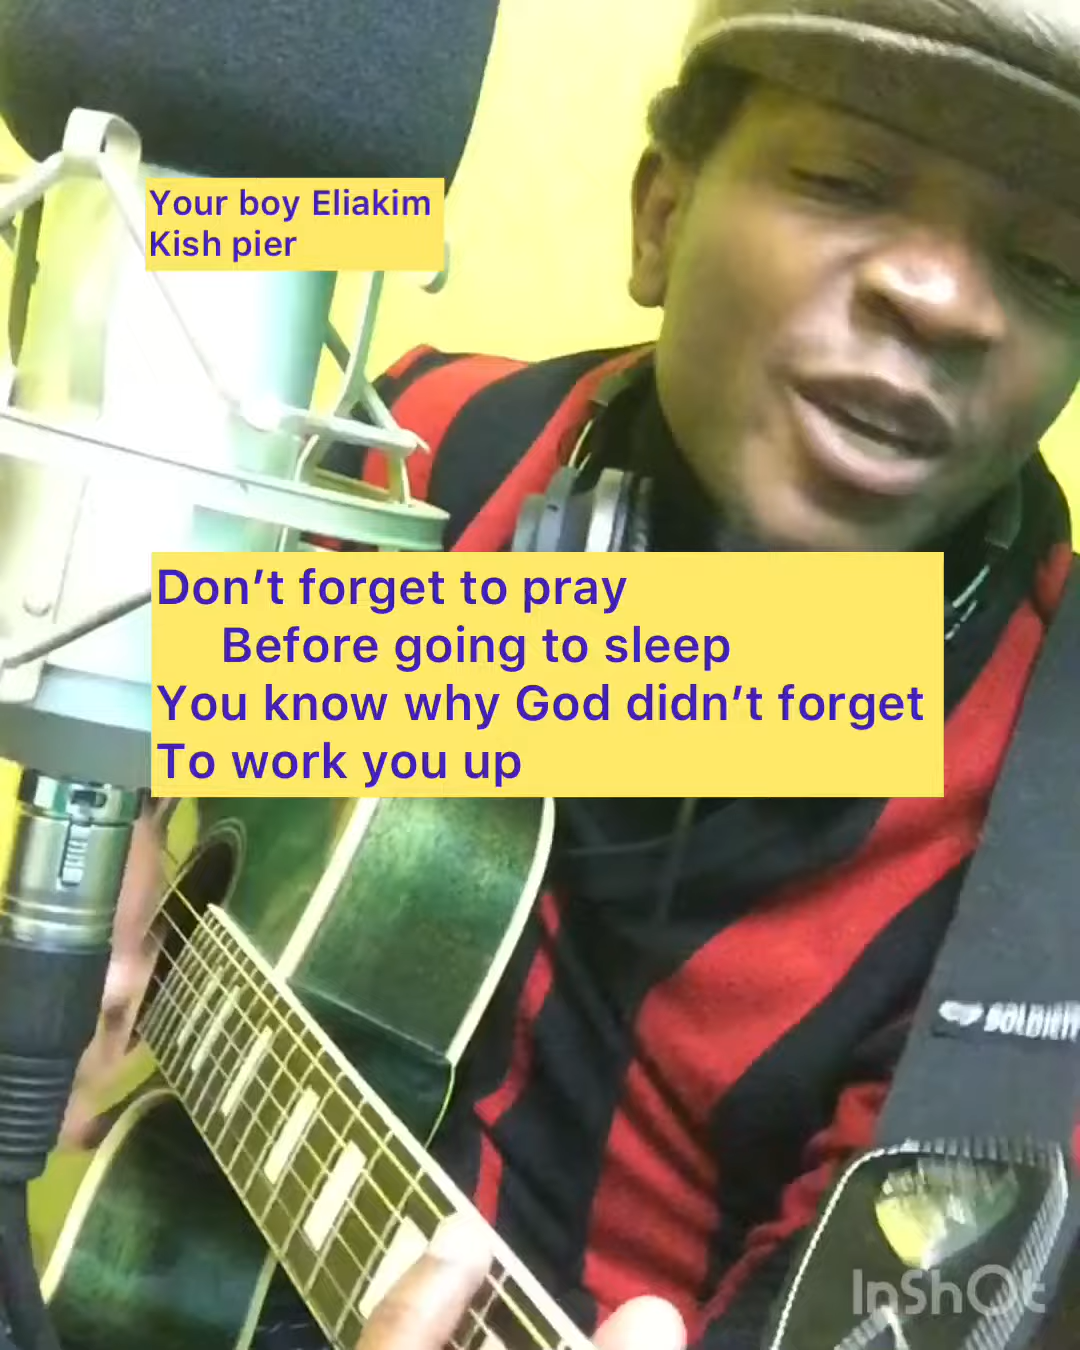 Your boy Eliakim
Kish pier
Don’t forget to pray
Before going to sleep
You know why God didn’t forget
To work you up
InShOt